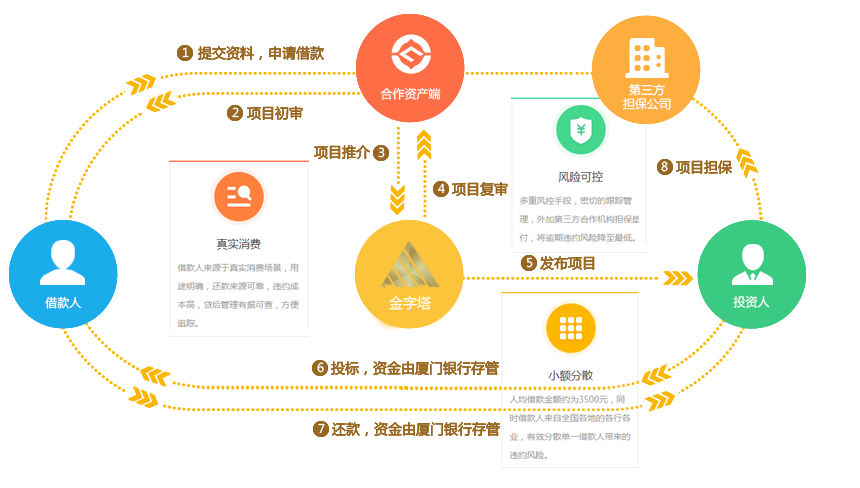 1 提交资料，申请借款
合作资产端
第三方
担保公司
2 项目初审
项目推介 3
4 项目复审
8 项目担保
真实消费
借款人来源于真实消费场景，用
途明确，还款来源可靠，违约成
本高，贷后管理有据可查，方便
追踪。
风险可控
多重风控手段，密切的跟踪管
理，外加第三方合作机构担保垫
付，将逾期违约风险降至最低。
借款人
金字塔
5 发布项目
投资人
6 投标，资金由厦门银行存管
小额分散
人均借款金额约为3500元，同
时借款人来自全国各地的各行各
业，有效分散单一借款人带来的
违约风险。
7 还款，资金由厦门银行存管